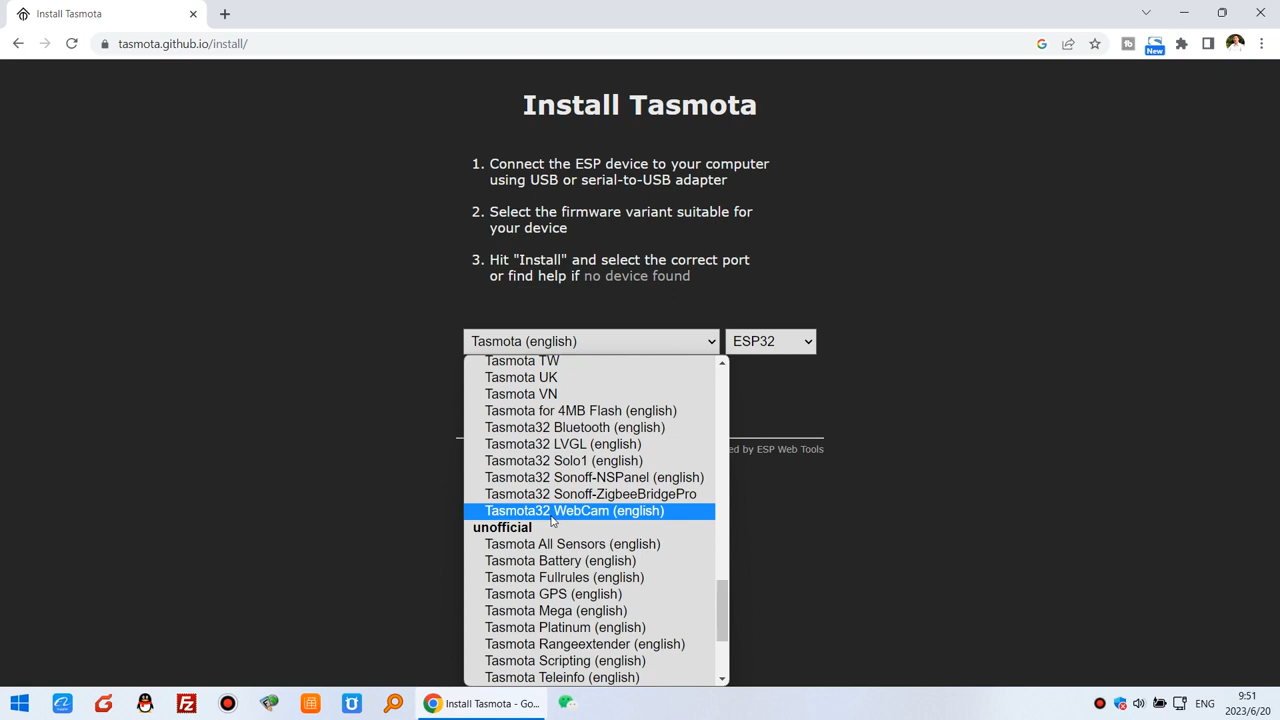 Install Tasmota
tasmota.github.io/install/
New
Install Tasmota
1. Connect the ESP device to your computer
using USB or serial-to-USB adapter
2. Select the firmware variant suitable for
your device
3. Hit "Install" and select the correct port
or find help if no device found
Tasmota (english)
ESP32
Tasmota TW
Tasmota UK
Tasmota VN
Tasmota for 4MB Flash (english)
Tasmota32 Bluetooth (english)
Tasmota32 LVGL (english)
ed by ESP Web Tools
Tasmota32 Solo1 (english)
Tasmota32 Sonoff-NSPanel (english)
Tasmota32 Sonoff-ZigbeeBridgePro
Tasmota32 WebCam (english)
unofficial
Tasmota All Sensors (english)
Tasmota Battery (english)
Tasmota Fullrules (english)
Tasmota GPS (english)
Tasmota Mega (english)
Tasmota Platinum (english)
Tasmota Rangeextender (english)
Tasmota Scripting (english)
Tasmota Teleinfo (english)
Install Tasmota - Go...
ENG
9:51
2023/6/20